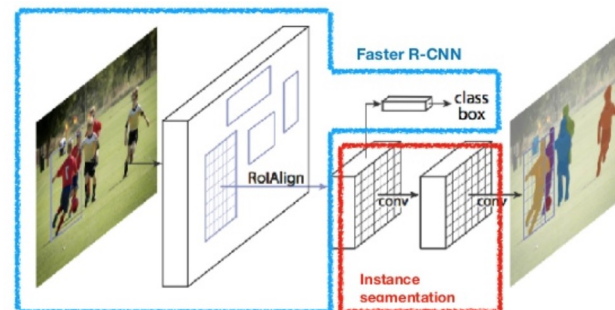 Faster R-CNN
class
box
RoIAlign
conv
conv
Instance
segmentation